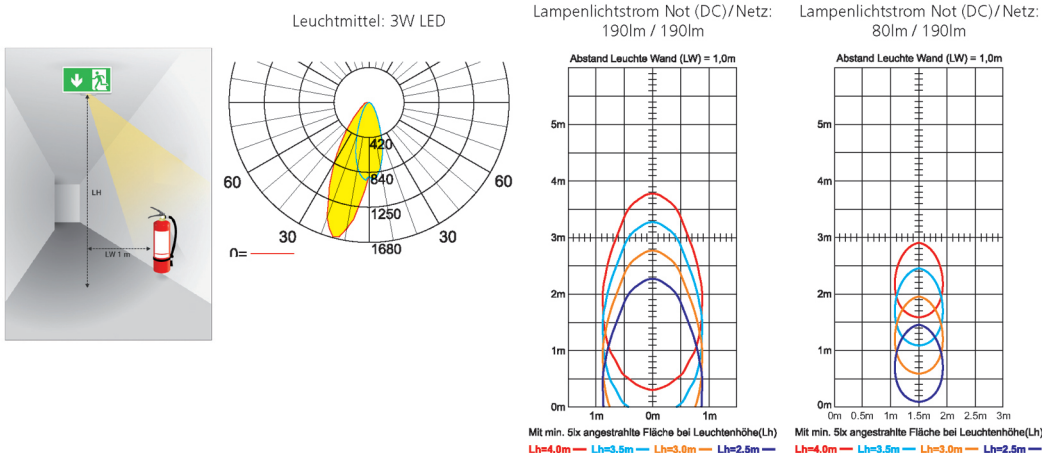 Leuchtmittel: 3W LED
LH
LW 1 m
60
30
420
840
1250
1680
30
60
0=
Lampenlichtstrom Not (DC)/Netz:
190lm / 190lm
Abstand Leuchte Wand (LW) = 1,0m
5m
4m
3m
2m
1m
0m
1m 0m 1m
Mit min. 5lx angestrahlte Fläche bei Leuchtenhöhe(Lh)
Lh=4.0m Lh=3.5m Lh=3.0m Lh=2.5m
Lampenlichtstrom Not (DC)/Netz:
80lm / 190lm
Abstand Leuchte Wand (LW) = 1,0m
5m
4m
3m
2m
1m
0m
0m 0.5m 1m 1.5m 2m 2.5m 3m
Mit min. 5lx angestrahlte Fläche bei Leuchtenhöhe(Lh)
Lh=4.0m Lh=3.5m Lh=3.0m Lh=2.5m